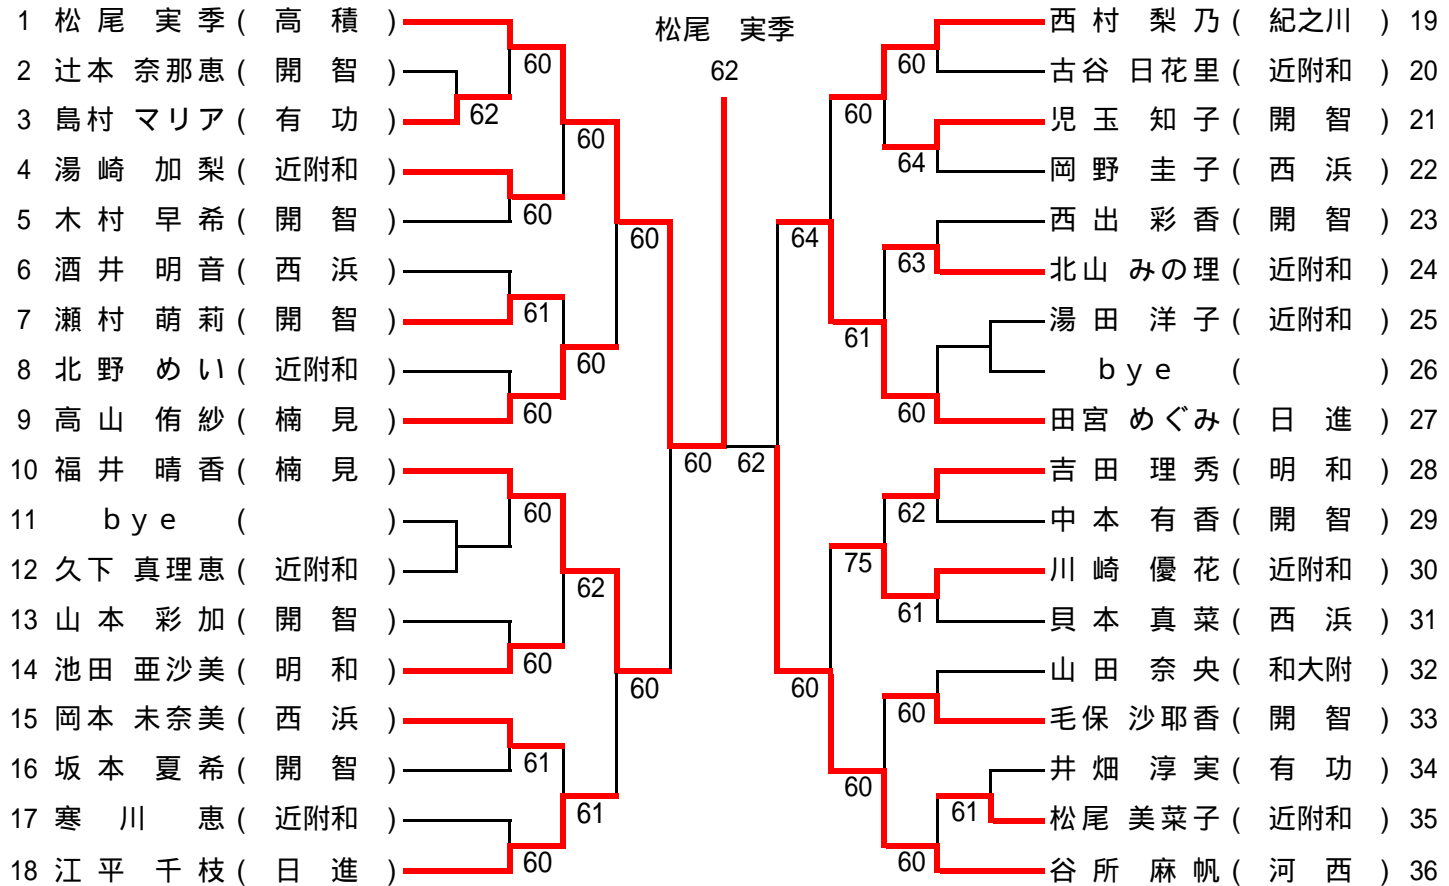 松尾 実季
62
1 松尾 実季 ( 高 積 )
2 辻本 奈那恵 ( 開 智 )
3 島村 マリア ( 有 功 )
4 湯崎 加梨 ( 近附和 )
5 木村 早希 ( 開 智 )
6 酒井 明音 ( 西 浜 )
7 瀬村 萌莉 ( 開 智 )
8 北野 めい ( 近附和 )
9 高山 侑紗 ( 楠 見 )
10 福井 晴香 ( 楠 見 )
11 bye ( )
12 久下 真理恵 ( 近附和 )
13 山本 彩加 ( 開 智 )
14 池田 亜沙美 ( 明 和 )
15 岡本 未奈美 ( 西 浜 )
16 坂本 夏希 ( 開 智 )
17 寒川 恵 ( 近附和 )
18 江平 千枝 ( 日 進 )
60
62
60
61
60
60
60
61
60
60
60
62
61
60
60
60
62
64
60
61
75
60
60
64
63
60
62
61
60
61
60
西村 梨乃 ( 紀之川 ) 19
古谷 日花里 ( 近附和 ) 20
児玉 知子 ( 開 智 ) 21
岡野 圭子 ( 西 浜 ) 22
西出 彩香 ( 開 智 ) 23
北山 みの理 ( 近附和 ) 24
湯田 洋子 ( 近附和 ) 25
bye ( ) 26
田宮 めぐみ ( 日 進 ) 27
吉田 理秀 ( 明 和 ) 28
中本 有香 ( 開 智 ) 29
川崎 優花 ( 近附和 ) 30
貝本 真菜 ( 西 浜 ) 31
山田 奈央 ( 和大附 ) 32
毛保 沙耶香 ( 開 智 ) 33
井畑 淳実 ( 有 功 ) 34
松尾 美菜子 ( 近附和 ) 35
谷所 麻帆 ( 河 西 ) 36